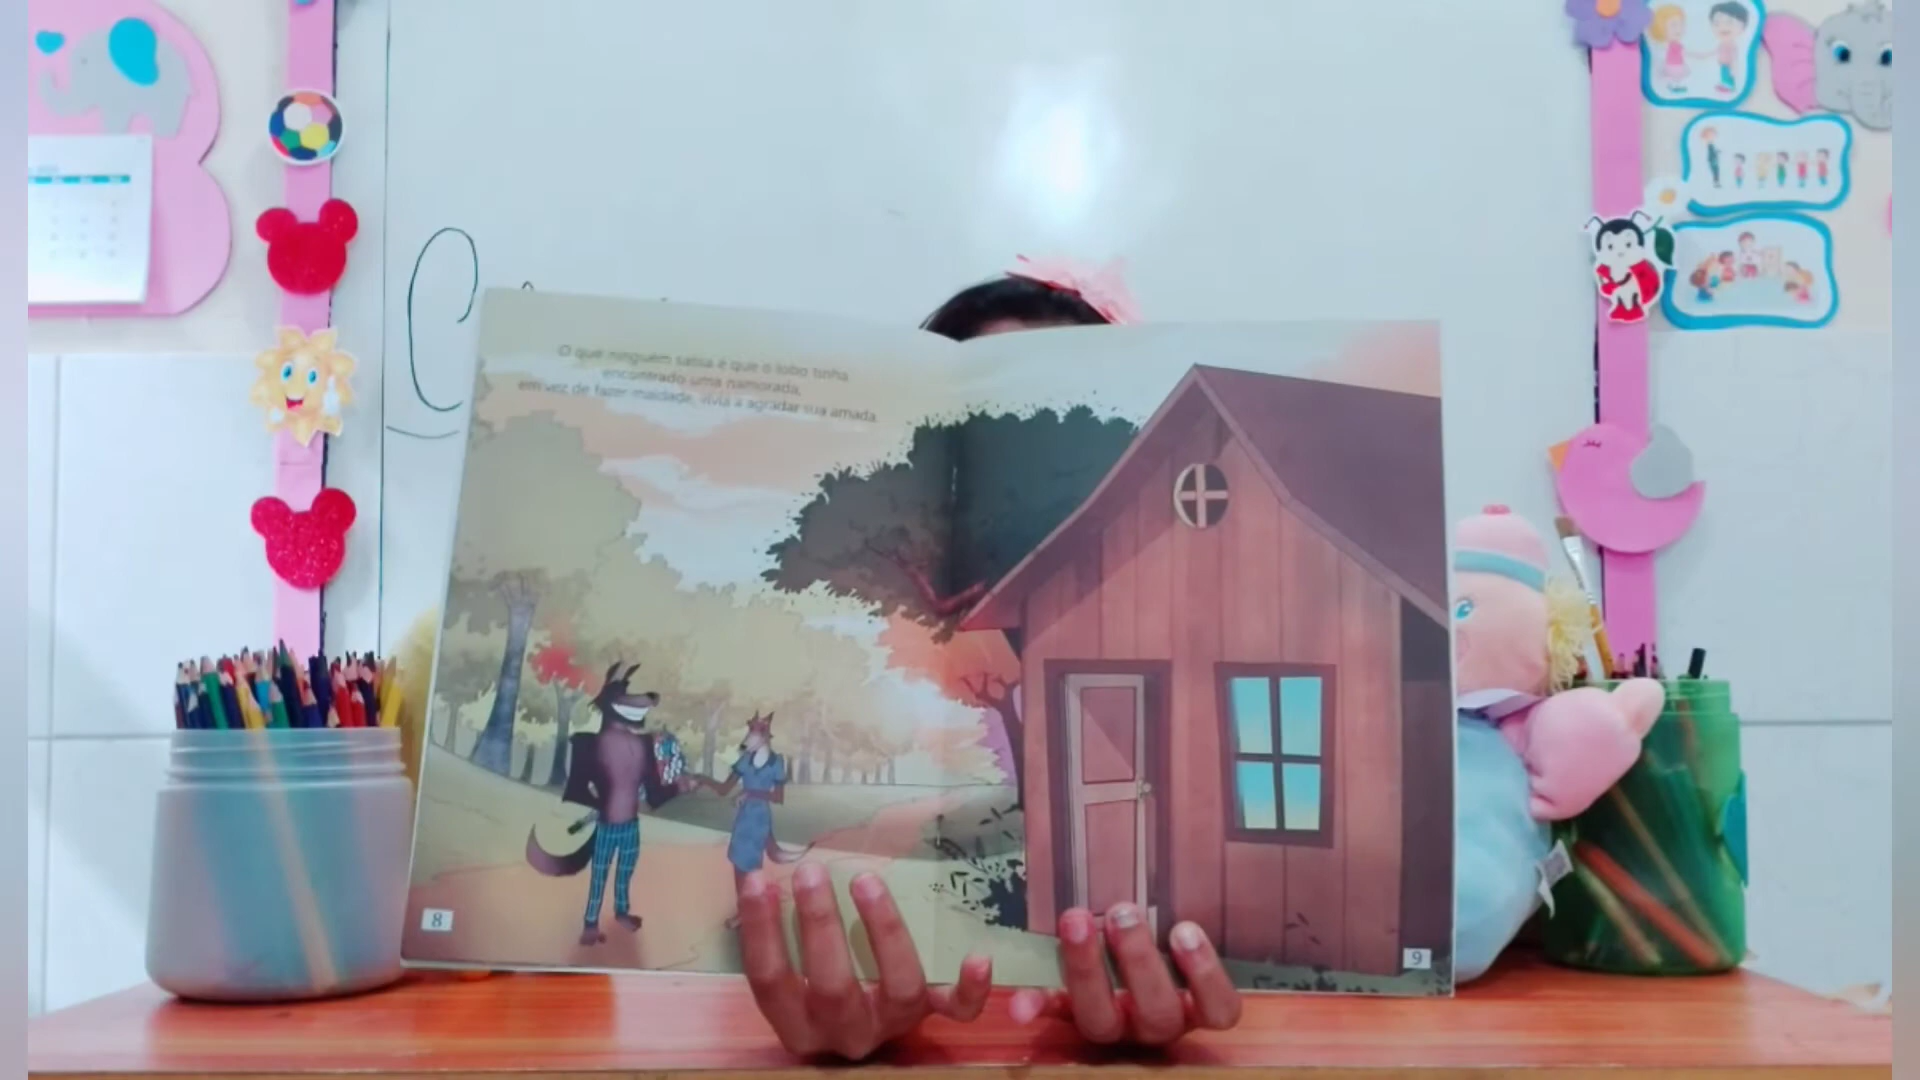 O que ninguém sabia é que o lobo tinha
encontrado uma namorada,
em vez de fazer maldade, vivia a agradar sua amada.
8
9